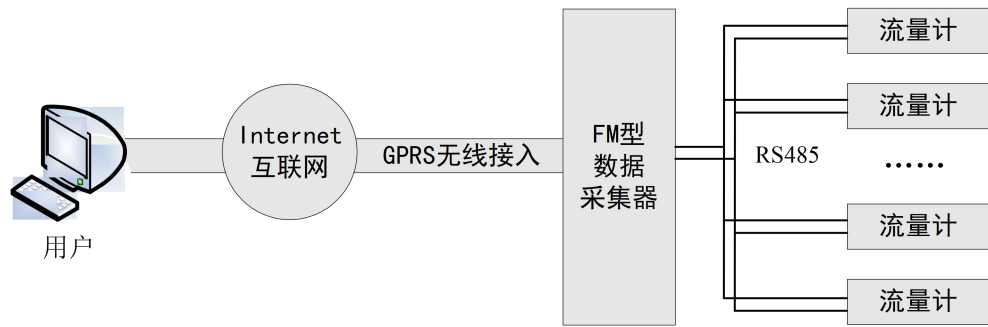 用户
Internet
互联网
GPRS无线接入
FM型
数据
采集器
RS485
流量计
流量计
……
流量计
流量计